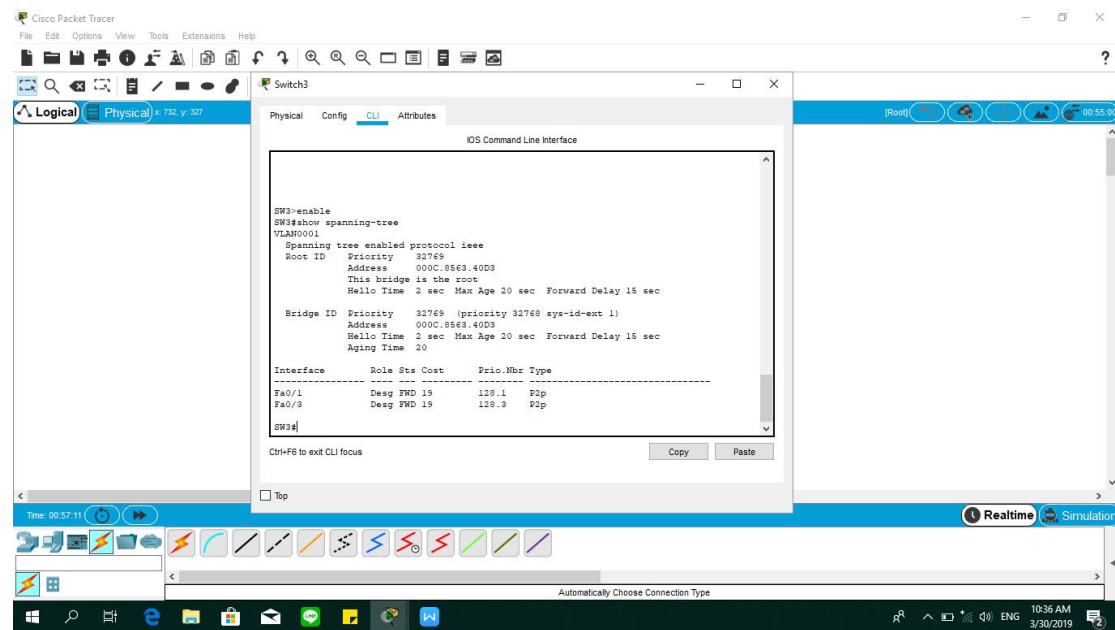 Cisco Packet Tracer
File Edit Options View Tools Extensions Help
?
Switch3
Logical Physical x: 732, y: 327
[Root] 00:55:00
Physical Config CLI Attributes
IOS Command Line Interface
SW3>enable
SW3#show spanning-tree
VLAN0001
Spanning tree enabled protocol ieee
Root ID Priority 32769
Address 000C.8563.40D3
This bridge is the root
Hello Time 2 sec Max Age 20 sec Forward Delay 15 sec
Bridge ID Priority 32769 (priority 32768 sys-id-ext 1)
Address 000C.8563.40D3
Hello Time 2 sec Max Age 20 sec Forward Delay 15 sec
Aging Time 20
Interface Role Sts Cost Prio.Nbr Type
---------------- ---- --- --------- -------- --------------------------------
Fa0/1 Desg FWD 19 128.1 P2p
Fa0/3 Desg FWD 19 128.3 P2p
SW3#
Ctrl+F6 to exit CLI focus Copy Paste
Top
Time: 00:57:11 Realtime Simulation
Automatically Choose Connection Type
ENG 10:36 AM
3/30/2019